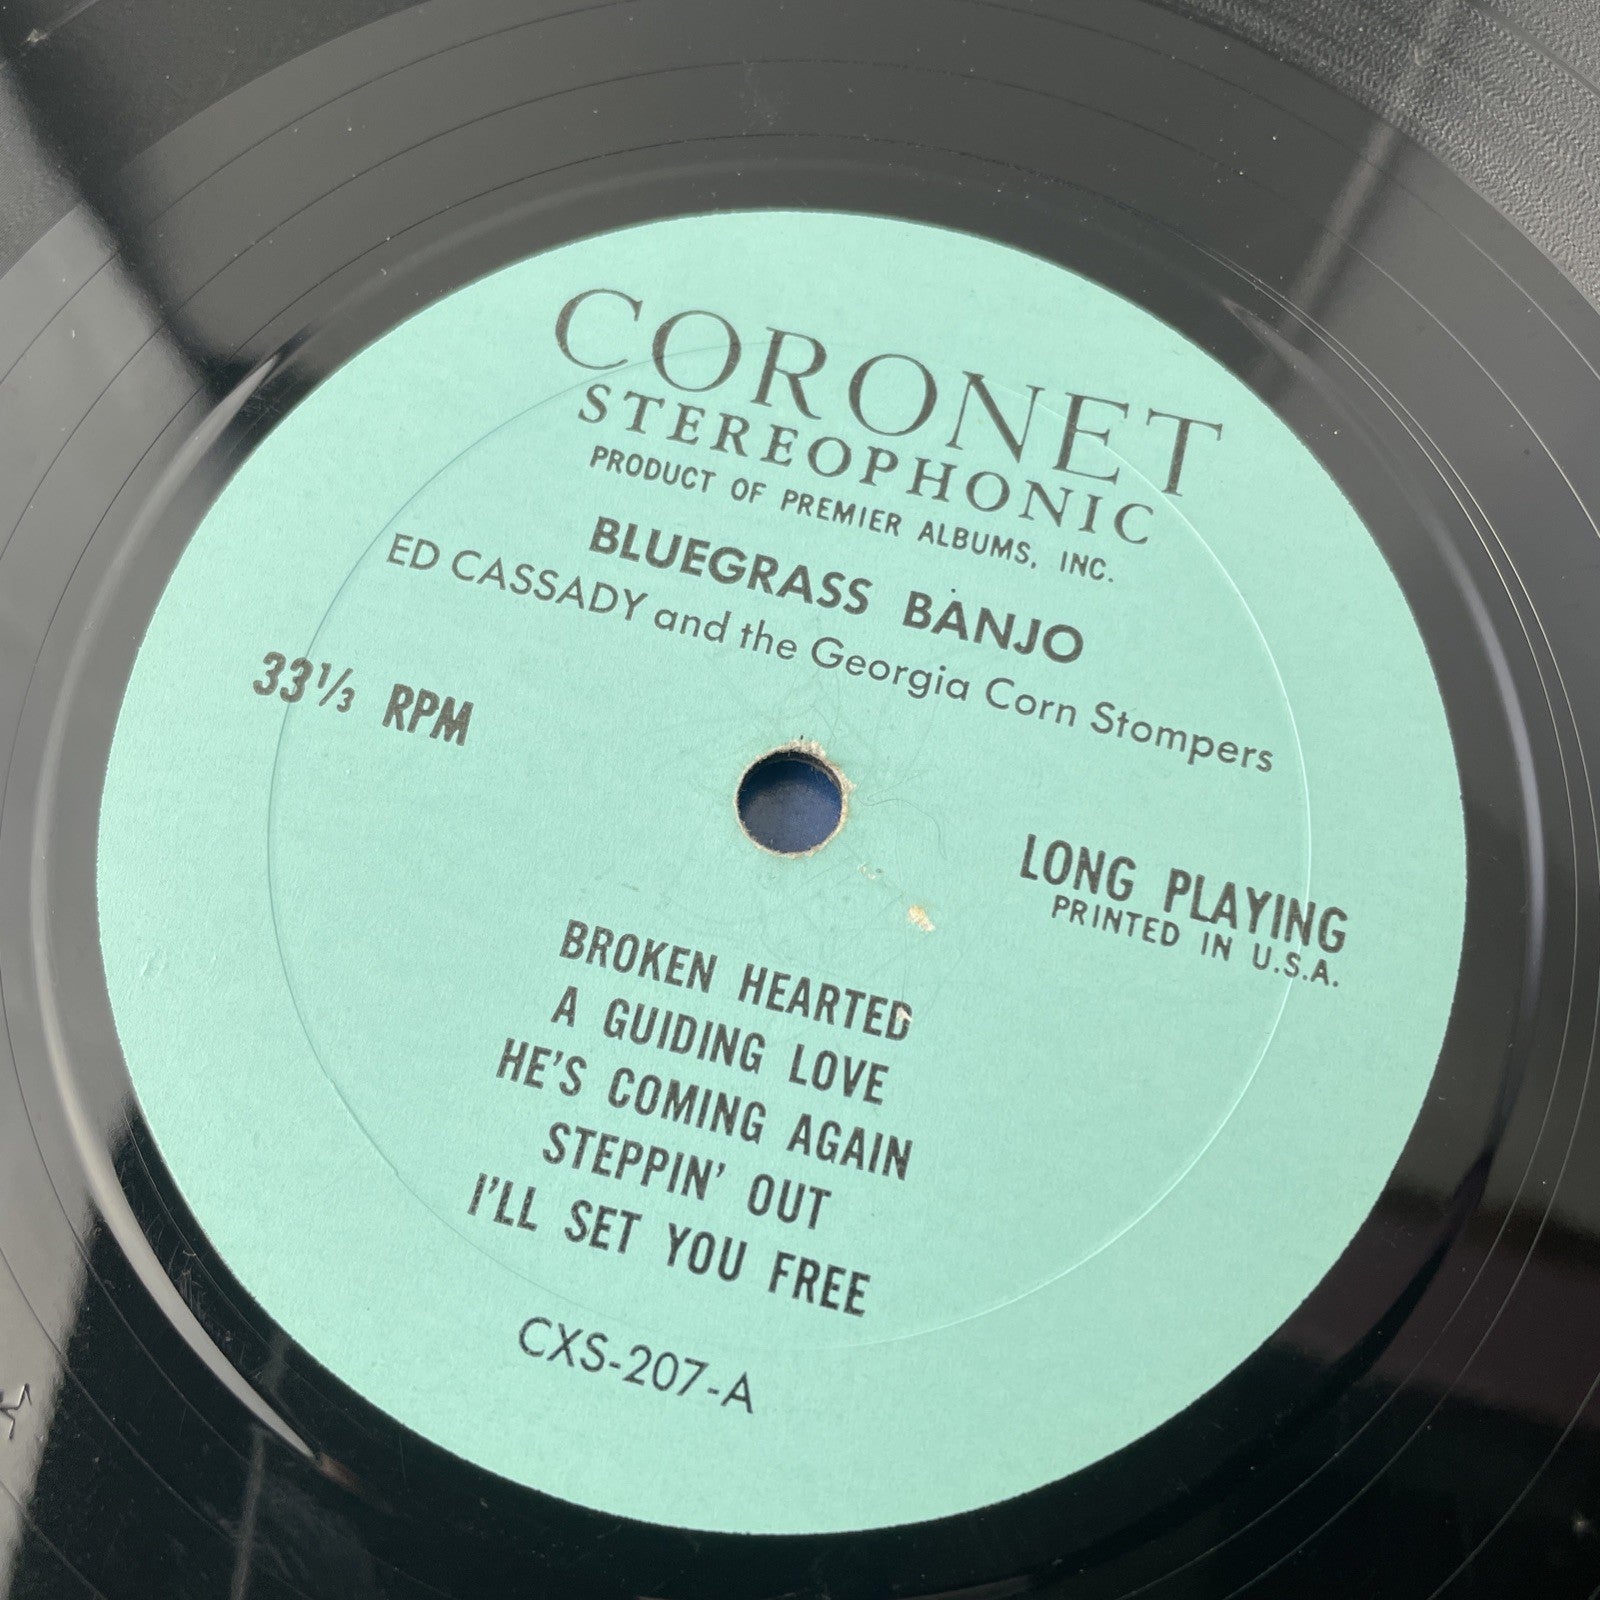 CORONET
STEREOPHONIC
PRODUCT OF PREMIER ALBUMS, INC.
BLUEGRASS BANJO
ED CASSADY and the Georgia Corn Stompers
33⅓ RPM
LONG PLAYING
PRINTED IN U.S.A.
BROKEN HEARTED
A GUIDING LOVE
HE'S COMING AGAIN
STEPPIN' OUT
I'LL SET YOU FREE
CXS-207-A